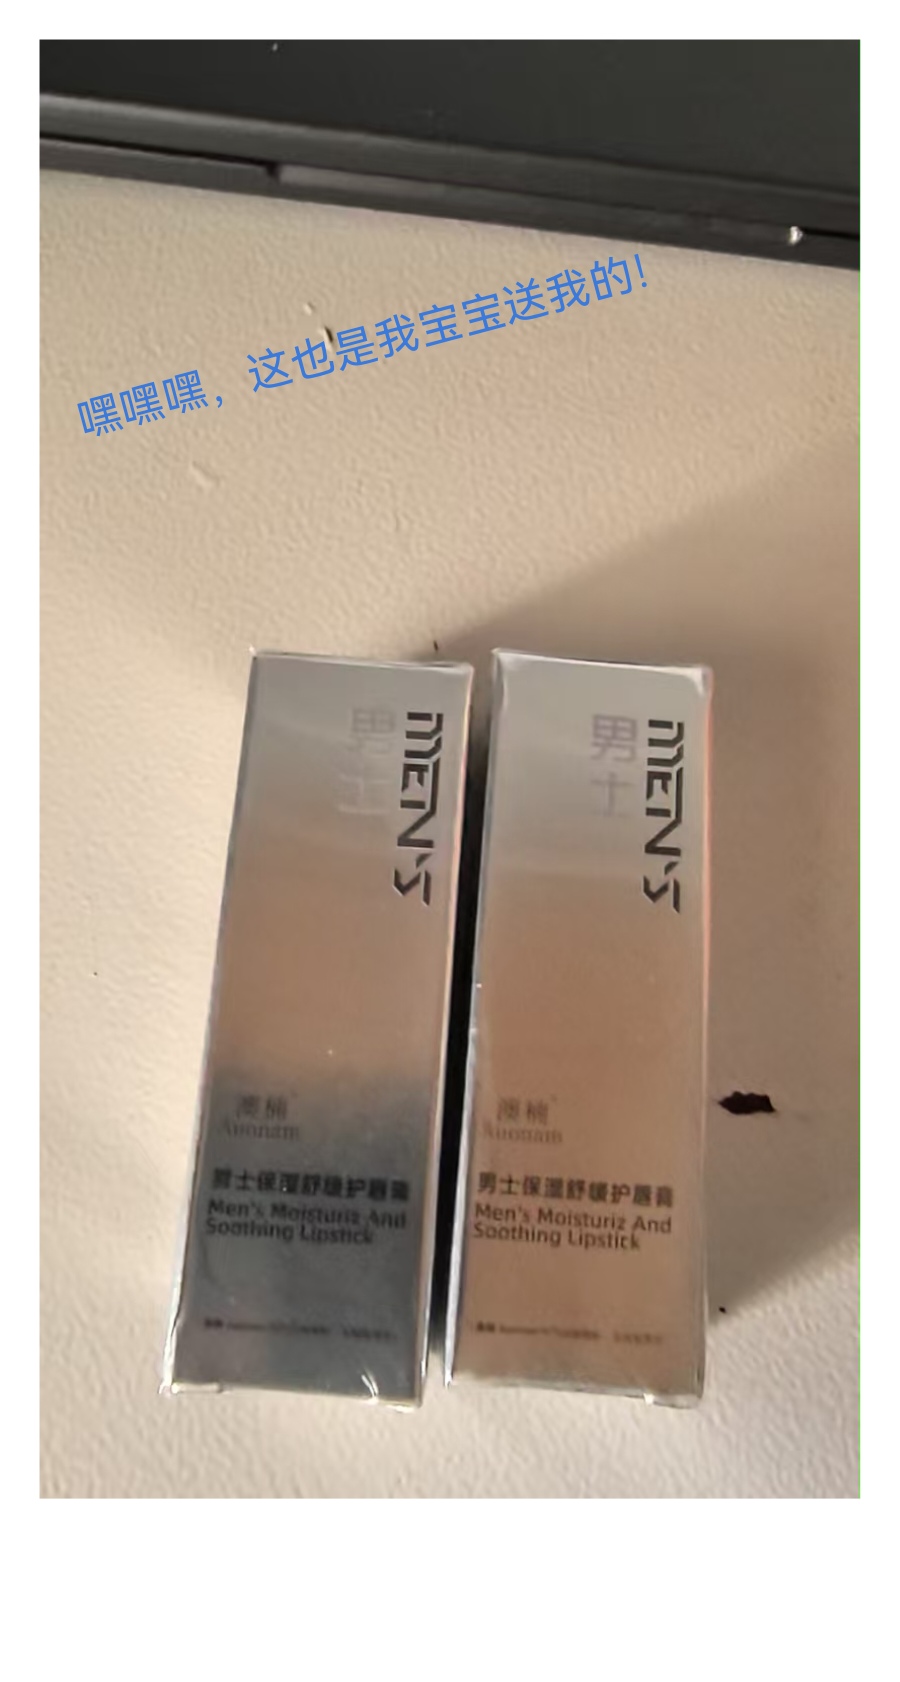 嘿嘿嘿，这也是我宝宝送我的!
男士
MEN'S
澳楠
Auonam
男士保湿舒缓护唇膏
Men's Moisturiz And
Soothing Lipstick
男士
MEN'S
澳楠
Auonam
男士保湿舒缓护唇膏
Men's Moisturiz And
Soothing Lipstick